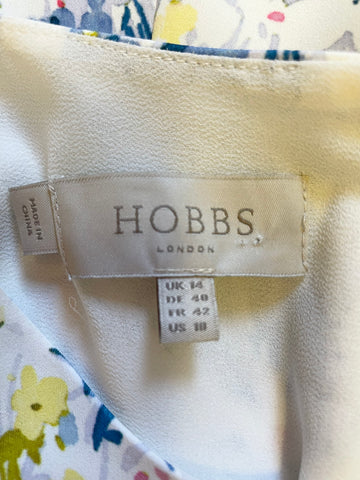 HOBBS
LONDON
MADE IN
CHINA
UK 14
DE 40
FR 42
US 10